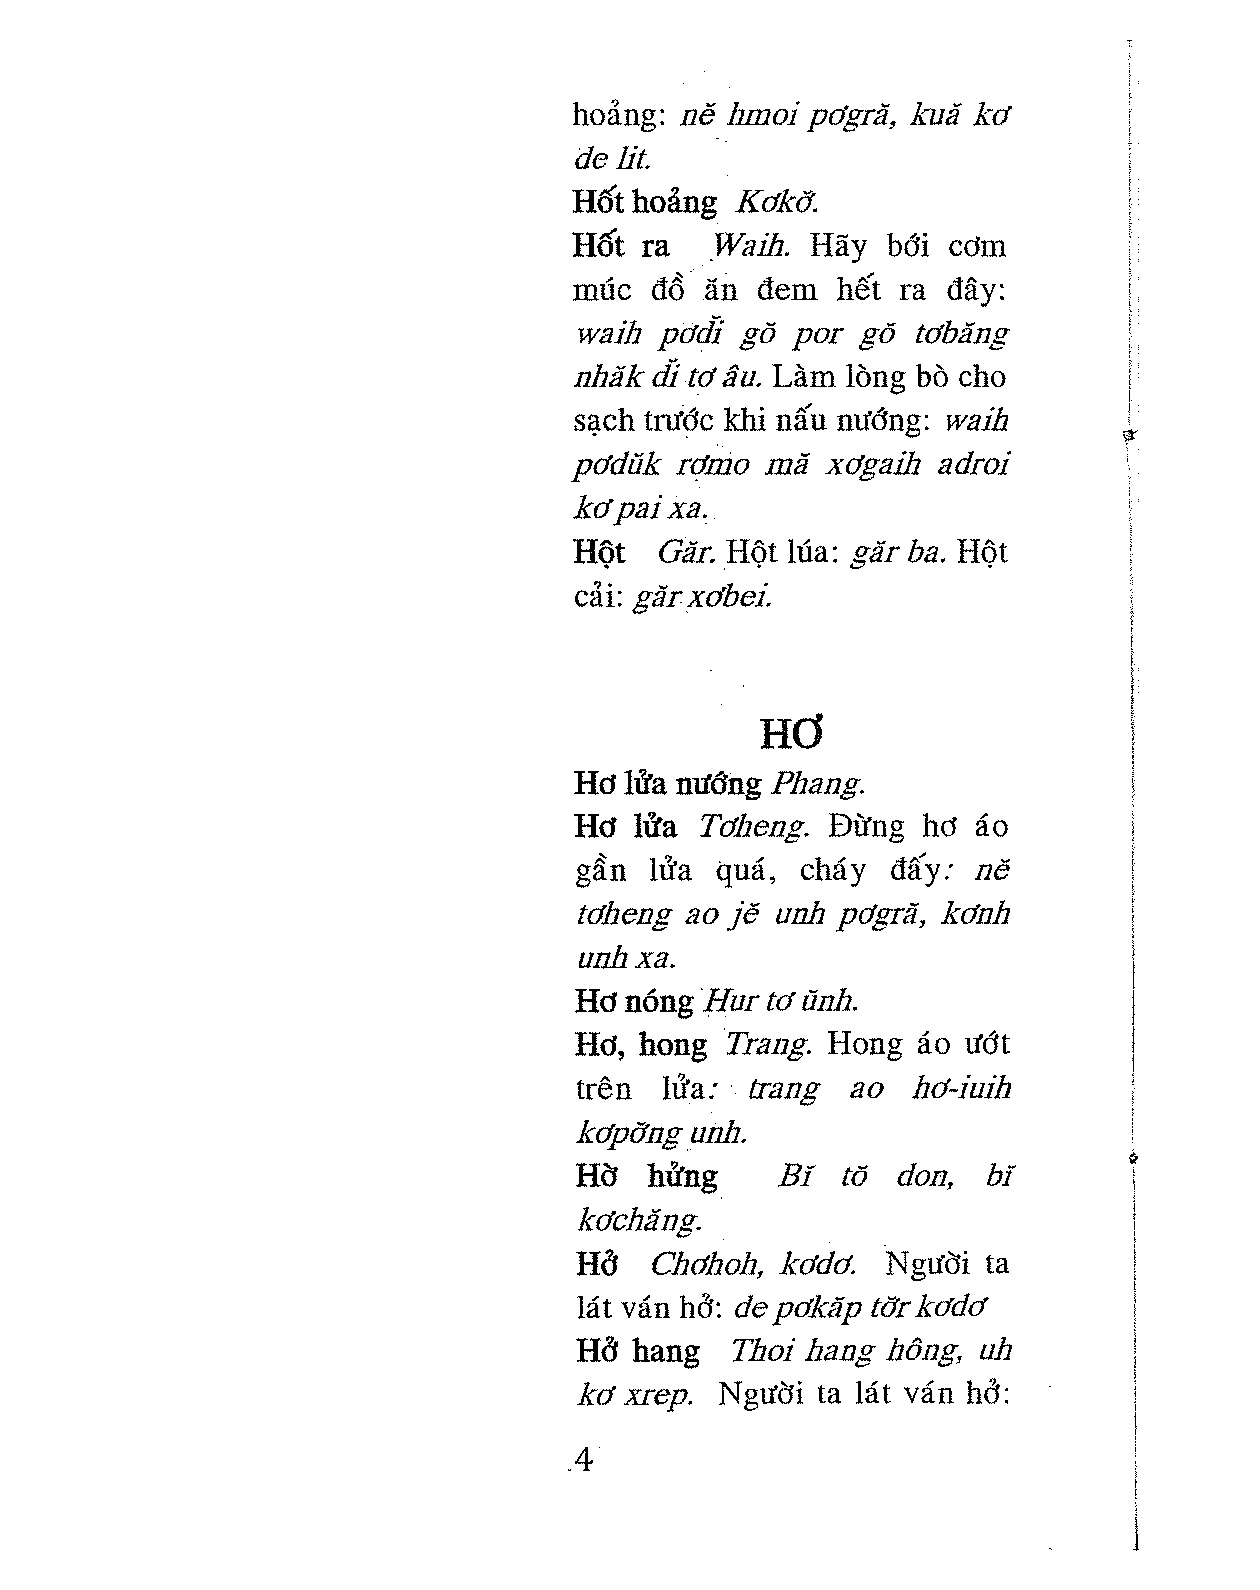 hoảng: nĕ hmoi pơgră, kuă kơ
de lit.
Hốt hoảng Kơkơ̆.
Hốt ra Waih. Hãy bới cơm
múc đồ ăn đem hết ra đây:
waih pơdĭ gŏ por gŏ tơbăng
nhăk dĭ tơ âu. Làm lòng bò cho
sạch trước khi nấu nướng: waih
pơdŭk rơmo mă xơgaih adroi
kơ pai xa.
Hột Găr. Hột lúa: găr ba. Hột
cải: găr xơbei.
HƠ
Hơ lửa nướng Phang.
Hơ lửa Tơheng. Đừng hơ áo
gần lửa quá, cháy đấy: nĕ
tơheng ao jĕ unh pơgră, kơnh
unh xa.
Hơ nóng Hur tơ ŭnh.
Hơ, hong Trang. Hong áo ướt
trên lửa: trang ao hơ-iuih
kơpơ̆ng unh.
Hờ hửng Bĭ tŏ don, bĭ
kơchăng.
Hở Chơhoh, kơdơ. Người ta
lát ván hở: de pơkăp tơ̆r kơdơ
Hở hang Thoi hang hông, uh
kơ xrep. Người ta lát ván hở:
4